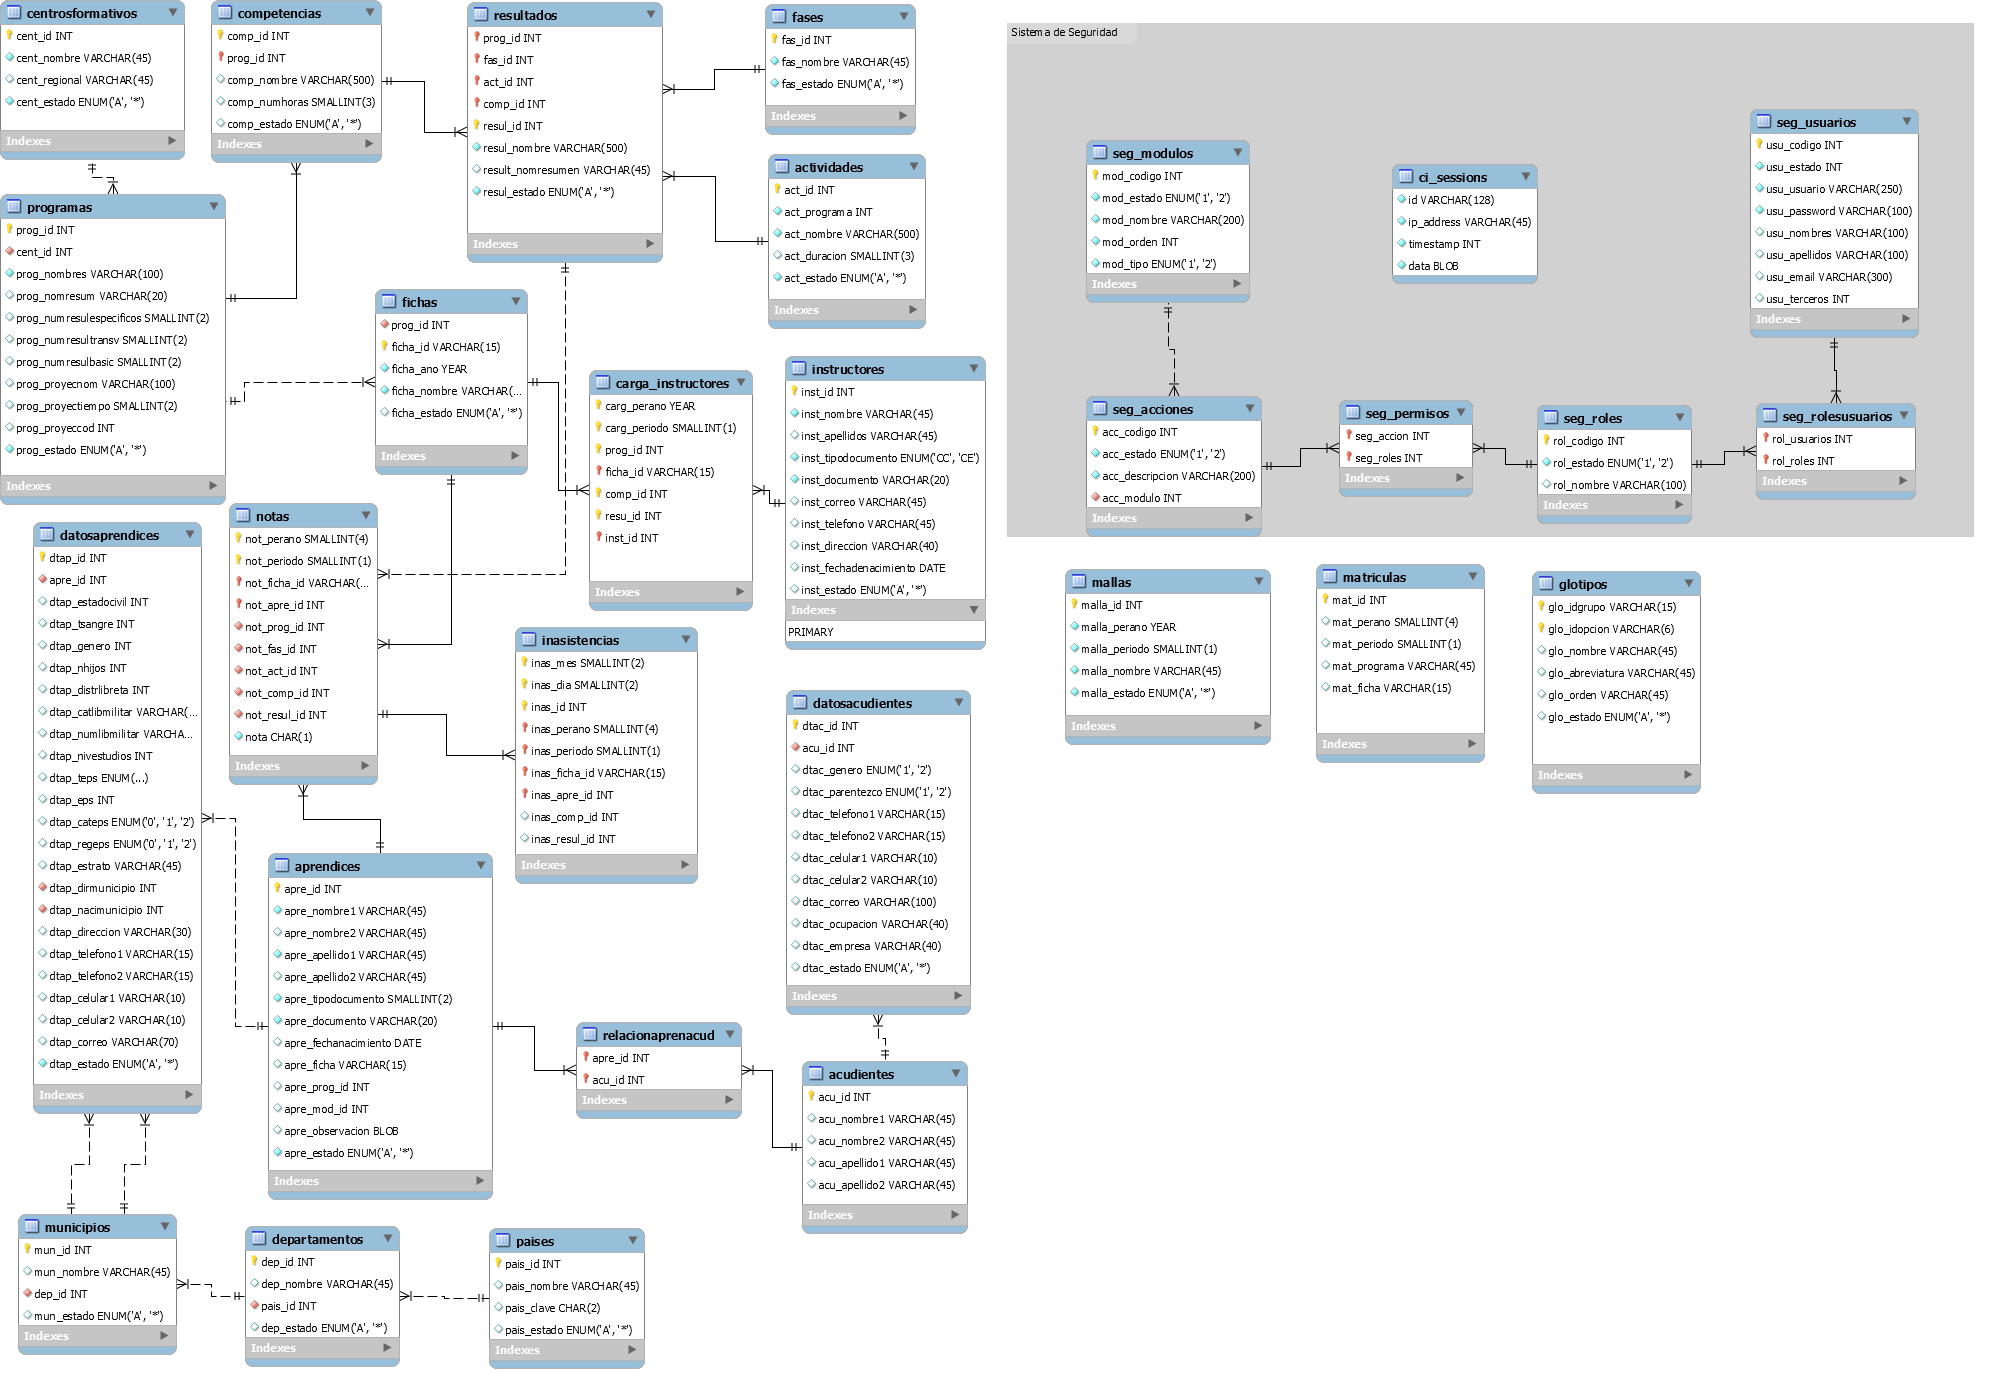 centrosformativos
cent_id INT
cent_nombre VARCHAR(45)
cent_regional VARCHAR(45)
cent_estado ENUM('A', '*')
Indexes
competencias
comp_id INT
prog_id INT
comp_nombre VARCHAR(500)
comp_numhoras SMALLINT(3)
comp_estado ENUM('A', '*')
Indexes
resultados
prog_id INT
fas_id INT
act_id INT
comp_id INT
resul_id INT
resul_nombre VARCHAR(500)
result_nomresumen VARCHAR(45)
resul_estado ENUM('A', '*')
Indexes
fases
fas_id INT
fas_nombre VARCHAR(45)
fas_estado ENUM('A', '*')
Indexes
actividades
act_id INT
act_programa INT
act_nombre VARCHAR(500)
act_duracion SMALLINT(3)
act_estado ENUM('A', '*')
Indexes
programas
prog_id INT
cent_id INT
prog_nombres VARCHAR(100)
prog_nomresum VARCHAR(20)
prog_numresulespecificos SMALLINT(2)
prog_numresultransv SMALLINT(2)
prog_numresulbasic SMALLINT(2)
prog_proyecnom VARCHAR(100)
prog_proyectiempo SMALLINT(2)
prog_proyeccod INT
prog_estado ENUM('A', '*')
Indexes
fichas
prog_id INT
ficha_id VARCHAR(15)
ficha_ano YEAR
ficha_nombre VARCHAR(...
ficha_estado ENUM('A', '*')
Indexes
carga_instructores
carg_perano YEAR
carg_periodo SMALLINT(1)
prog_id INT
ficha_id VARCHAR(15)
comp_id INT
resu_id INT
inst_id INT
Indexes
instructores
inst_id INT
inst_nombre VARCHAR(45)
inst_apellidos VARCHAR(45)
inst_tipodocumento ENUM('CC', 'CE')
inst_documento VARCHAR(20)
inst_correo VARCHAR(45)
inst_telefono VARCHAR(45)
inst_direccion VARCHAR(40)
inst_fechadenacimiento DATE
inst_estado ENUM('A', '*')
Indexes
PRIMARY
datosaprendices
dtap_id INT
apre_id INT
dtap_estadocivil INT
dtap_tsangre INT
dtap_genero INT
dtap_nhijos INT
dtap_distrlibreta INT
dtap_catlibmilitar VARCHAR(...
dtap_numlibmilitar VARCHA...
dtap_nivestudios INT
dtap_teps ENUM(...)
dtap_eps INT
dtap_cateps ENUM('0', '1', '2')
dtap_regeps ENUM('0', '1', '2')
dtap_estrato VARCHAR(45)
dtap_dirmunicipio INT
dtap_nacimunicipio INT
dtap_direccion VARCHAR(30)
dtap_telefono1 VARCHAR(15)
dtap_telefono2 VARCHAR(15)
dtap_celular1 VARCHAR(10)
dtap_celular2 VARCHAR(10)
dtap_correo VARCHAR(70)
dtap_estado ENUM('A', '*')
Indexes
notas
not_perano SMALLINT(4)
not_periodo SMALLINT(1)
not_ficha_id VARCHAR(...
not_apre_id INT
not_prog_id INT
not_fas_id INT
not_act_id INT
not_comp_id INT
not_resul_id INT
nota CHAR(1)
Indexes
inasistencias
inas_mes SMALLINT(2)
inas_dia SMALLINT(2)
inas_id INT
inas_perano SMALLINT(4)
inas_periodo SMALLINT(1)
inas_ficha_id VARCHAR(15)
inas_apre_id INT
inas_comp_id INT
inas_resul_id INT
Indexes
datosacudientes
dtac_id INT
acu_id INT
dtac_genero ENUM('1', '2')
dtac_parentezco ENUM('1', '2')
dtac_telefono1 VARCHAR(15)
dtac_telefono2 VARCHAR(15)
dtac_celular1 VARCHAR(10)
dtac_celular2 VARCHAR(10)
dtac_correo VARCHAR(100)
dtac_ocupacion VARCHAR(40)
dtac_empresa VARCHAR(40)
dtac_estado ENUM('A', '*')
Indexes
aprendices
apre_id INT
apre_nombre1 VARCHAR(45)
apre_nombre2 VARCHAR(45)
apre_apellido1 VARCHAR(45)
apre_apellido2 VARCHAR(45)
apre_tipodocumento SMALLINT(2)
apre_documento VARCHAR(20)
apre_fechanacimiento DATE
apre_ficha VARCHAR(15)
apre_prog_id INT
apre_mod_id INT
apre_observacion BLOB
apre_estado ENUM('A', '*')
Indexes
relacionaprenacud
apre_id INT
acu_id INT
Indexes
acudientes
acu_id INT
acu_nombre1 VARCHAR(45)
acu_nombre2 VARCHAR(45)
acu_apellido1 VARCHAR(45)
acu_apellido2 VARCHAR(45)
Indexes
municipios
mun_id INT
mun_nombre VARCHAR(45)
dep_id INT
mun_estado ENUM('A', '*')
Indexes
departamentos
dep_id INT
dep_nombre VARCHAR(45)
pais_id INT
dep_estado ENUM('A', '*')
Indexes
paises
pais_id INT
pais_nombre VARCHAR(45)
pais_clave CHAR(2)
pais_estado ENUM('A', '*')
Indexes
Sistema de Seguridad
seg_modulos
mod_codigo INT
mod_estado ENUM('1', '2')
mod_nombre VARCHAR(200)
mod_orden INT
mod_tipo ENUM('1', '2')
Indexes
ci_sessions
id VARCHAR(128)
ip_address VARCHAR(45)
timestamp INT
data BLOB
seg_usuarios
usu_codigo INT
usu_estado INT
usu_usuario VARCHAR(250)
usu_password VARCHAR(100)
usu_nombres VARCHAR(100)
usu_apellidos VARCHAR(100)
usu_email VARCHAR(300)
usu_terceros INT
Indexes
seg_acciones
acc_codigo INT
acc_estado ENUM('1', '2')
acc_descripcion VARCHAR(200)
acc_modulo INT
Indexes
seg_permisos
seg_accion INT
seg_roles INT
Indexes
seg_roles
rol_codigo INT
rol_estado ENUM('1', '2')
rol_nombre VARCHAR(100)
Indexes
seg_rolesusuarios
rol_usuarios INT
rol_roles INT
Indexes
mallas
malla_id INT
malla_perano YEAR
malla_periodo SMALLINT(1)
malla_nombre VARCHAR(45)
malla_estado ENUM('A', '*')
Indexes
matriculas
mat_id INT
mat_perano SMALLINT(4)
mat_periodo SMALLINT(1)
mat_programa VARCHAR(45)
mat_ficha VARCHAR(15)
Indexes
glotipos
glo_idgrupo VARCHAR(15)
glo_idopcion VARCHAR(6)
glo_nombre VARCHAR(45)
glo_abreviatura VARCHAR(45)
glo_orden VARCHAR(45)
glo_estado ENUM('A', '*')
Indexes